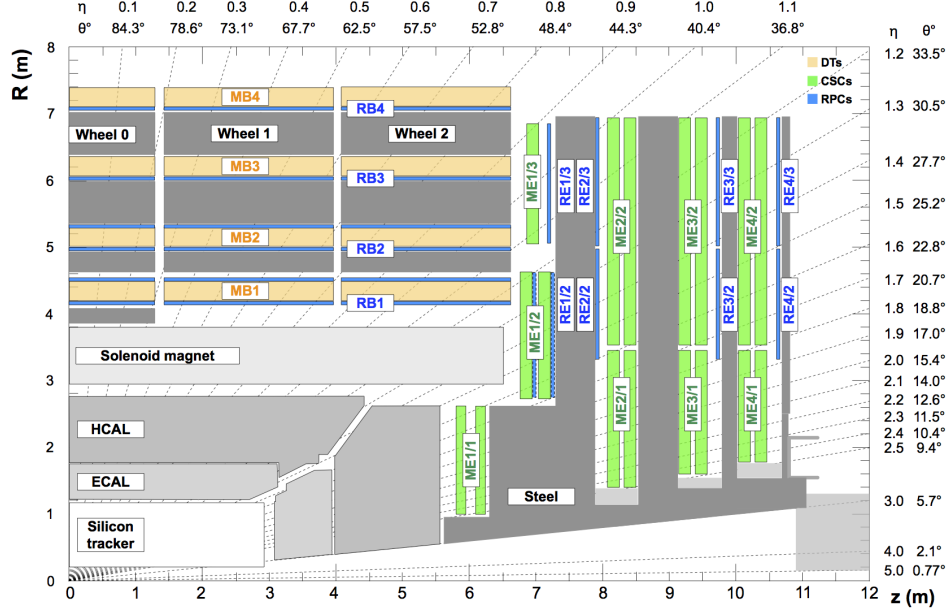 η 0.1 0.2 0.3 0.4 0.5 0.6 0.7 0.8 0.9 1.0 1.1 η θ°
θ° 84.3° 78.6° 73.1° 67.7° 62.5° 57.5° 52.8° 48.4° 44.3° 40.4° 36.8°
R (m)
8
7
6
5
4
3
2
1
0
1.2 33.5°
1.3 30.5°
1.4 27.7°
1.5 25.2°
1.6 22.8°
1.7 20.7°
1.8 18.8°
1.9 17.0°
2.0 15.4°
2.1 14.0°
2.2 12.6°
2.3 11.5°
2.4 10.4°
2.5 9.4°
3.0 5.7°
4.0 2.1°
5.0 0.77°
DTs
CSCs
RPCs
MB4
RB4
Wheel 0
Wheel 1
Wheel 2
MB3
RB3
MB2
RB2
MB1
RB1
Solenoid magnet
HCAL
ECAL
Silicon
tracker
Steel
ME1/3
RE1/3
RE2/3
ME2/2
ME3/2
RE3/3
ME4/2
RE4/3
ME1/2
RE1/2
RE2/2
RE3/2
RE4/2
ME1/1
ME2/1
ME3/1
ME4/1
0 1 2 3 4 5 6 7 8 9 10 11 12
z (m)